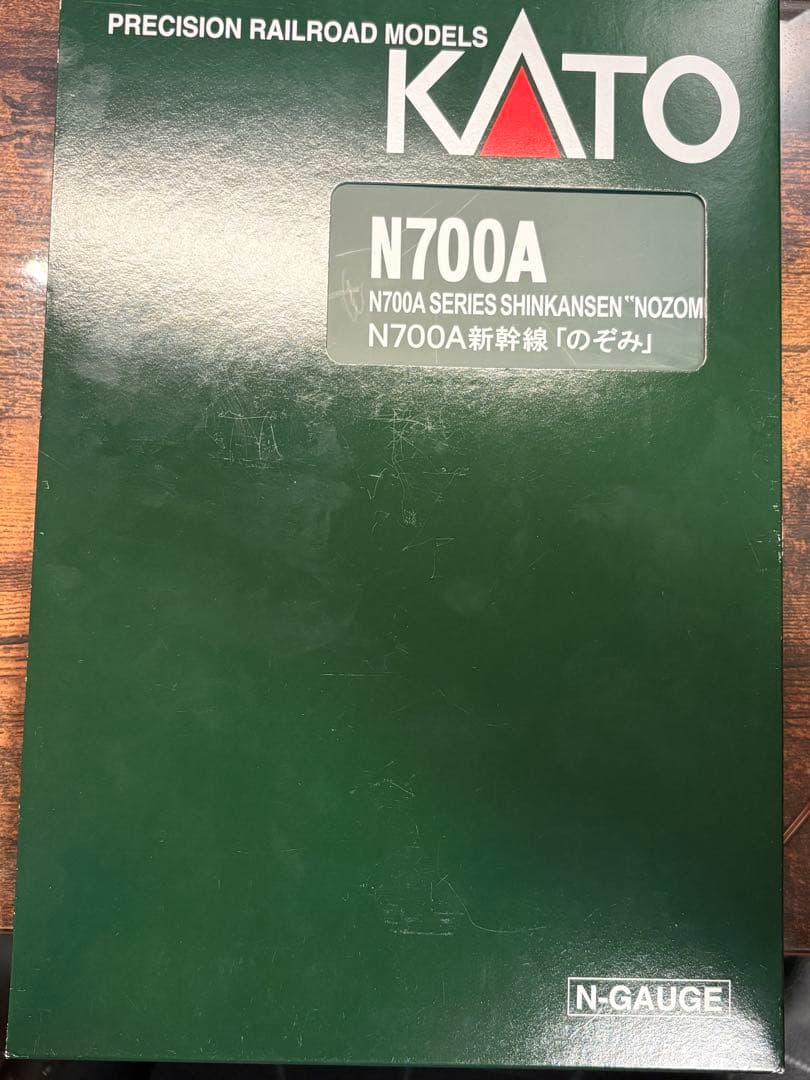 PRECISION RAILROAD MODELS
KATO
N700A
N700A SERIES SHINKANSEN "NOZOM
N700A新幹線「のぞみ」
N-GAUGE